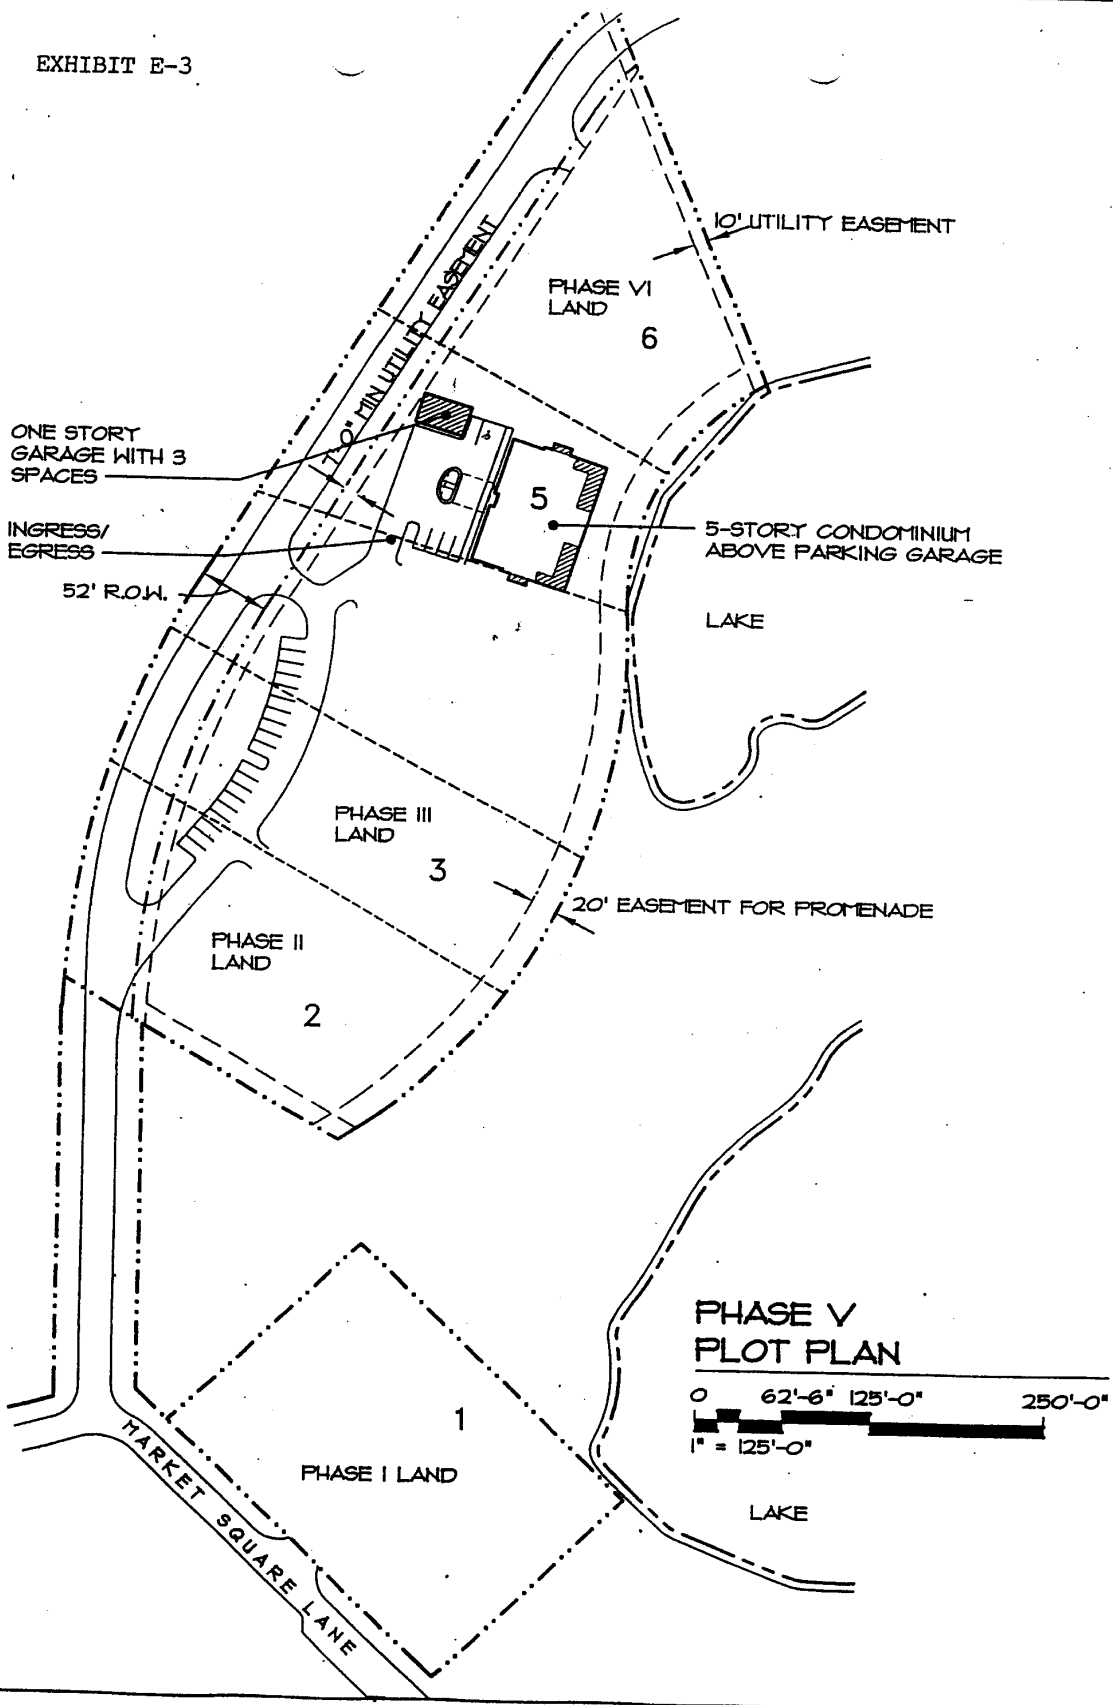 EXHIBIT E-3
10' UTILITY EASEMENT
7'0" MIN UTILITY EASEMENT
PHASE VI
LAND
6
ONE STORY
GARAGE WITH 3
SPACES
5
INGRESS/
EGRESS
5-STORY CONDOMINIUM
ABOVE PARKING GARAGE
52' R.O.W.
LAKE
PHASE III
LAND
3
20' EASEMENT FOR PROMENADE
PHASE II
LAND
2
PHASE V
PLOT PLAN
0 62'-6" 125'-0" 250'-0"
1" = 125'-0"
1
PHASE I LAND
MARKET SQUARE LANE
LAKE